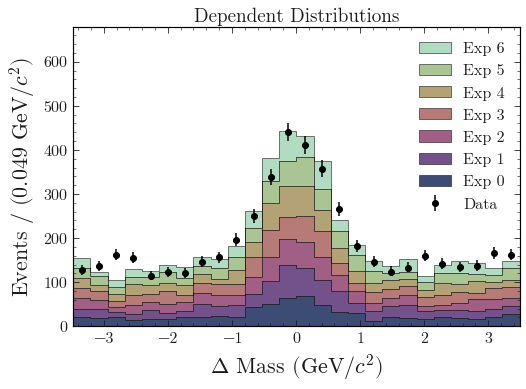 Dependent Distributions
Events / (0.049 GeV/c²)
600
500
400
300
200
100
0
Exp 6
Exp 5
Exp 4
Exp 3
Exp 2
Exp 1
Exp 0
Data
−3 −2 −1 0 1 2 3
Δ Mass (GeV/c²)